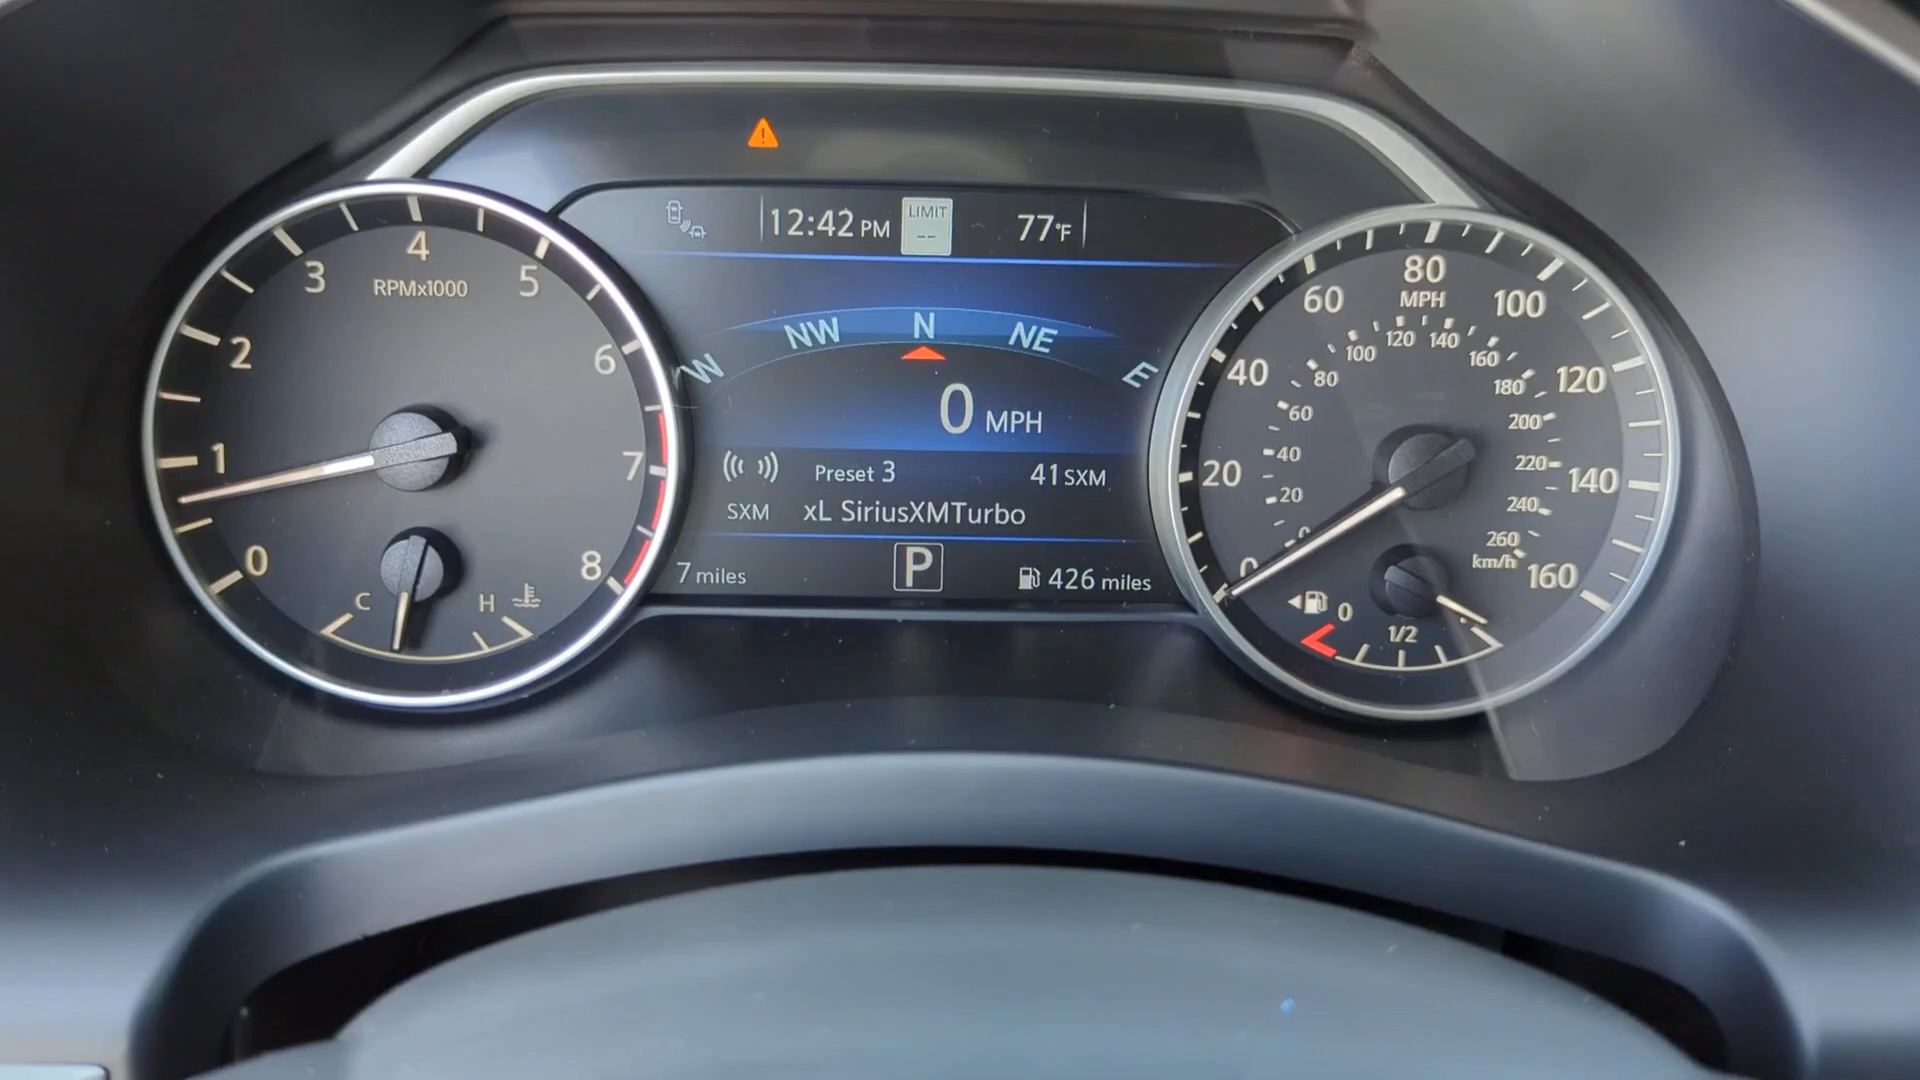 12:42 PM
LIMIT
--
77°F
W NW N NE E
0 MPH
Preset 3
41 SXM
SXM
xL SiriusXMTurbo
7 miles
P
426 miles
0
1
2
3
4
5
6
7
8
RPMx1000
C
H
0
20
40
60
80
100
120
140
160
MPH
0
20
40
60
80
100
120
140
160
180
200
220
240
260
km/h
0
1/2